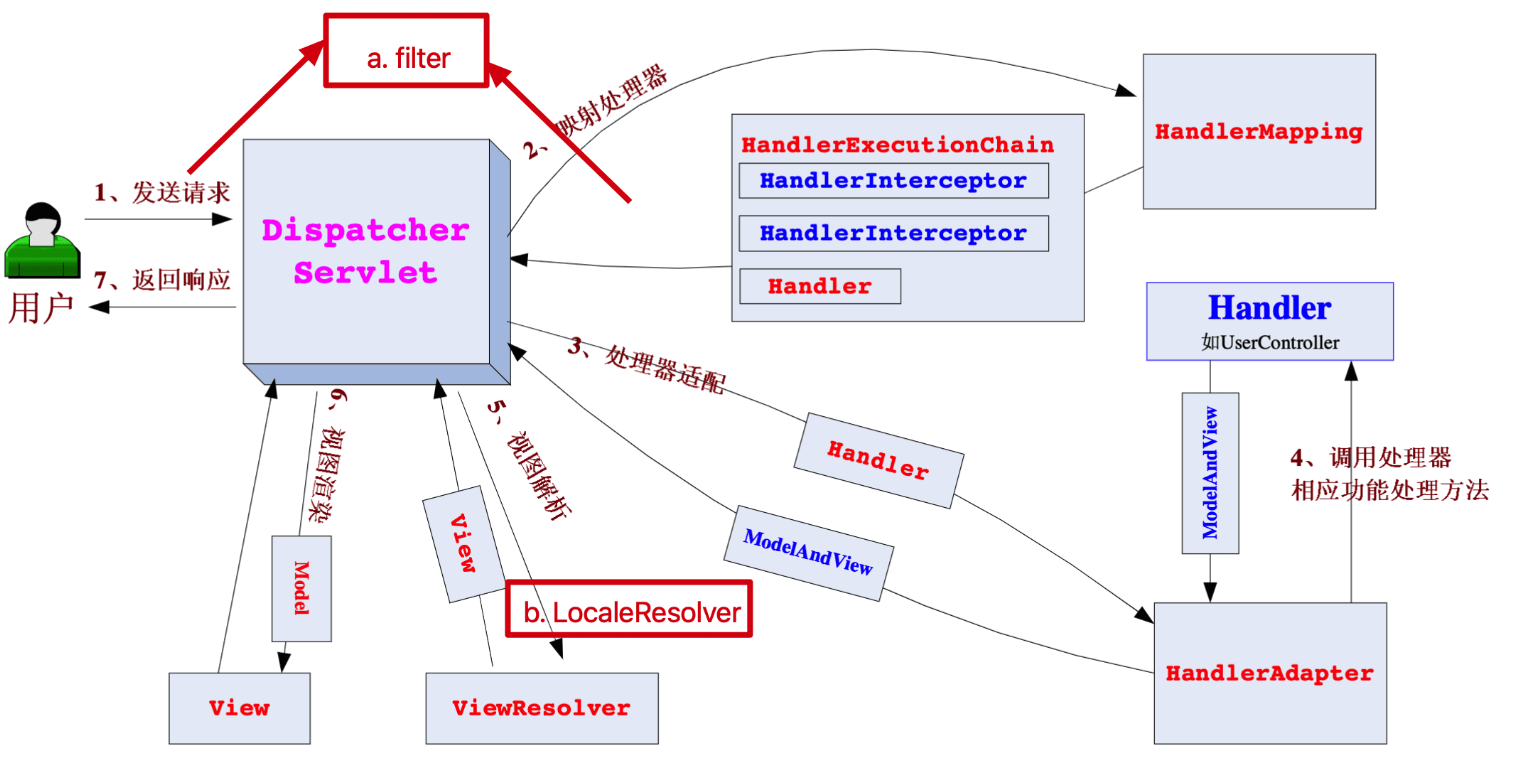 a. filter
2、映射处理器
HandlerMapping
HandlerExecutionChain
HandlerInterceptor
HandlerInterceptor
Handler
1、发送请求
Dispatcher
Servlet
7、返回响应
用户
Handler
如UserController
3、处理器适配
Handler
ModelAndView
4、调用处理器
相应功能处理方法
ModelAndView
6、视图渲染
5、视图解析
View
Model
b. LocaleResolver
View
ViewResolver
HandlerAdapter